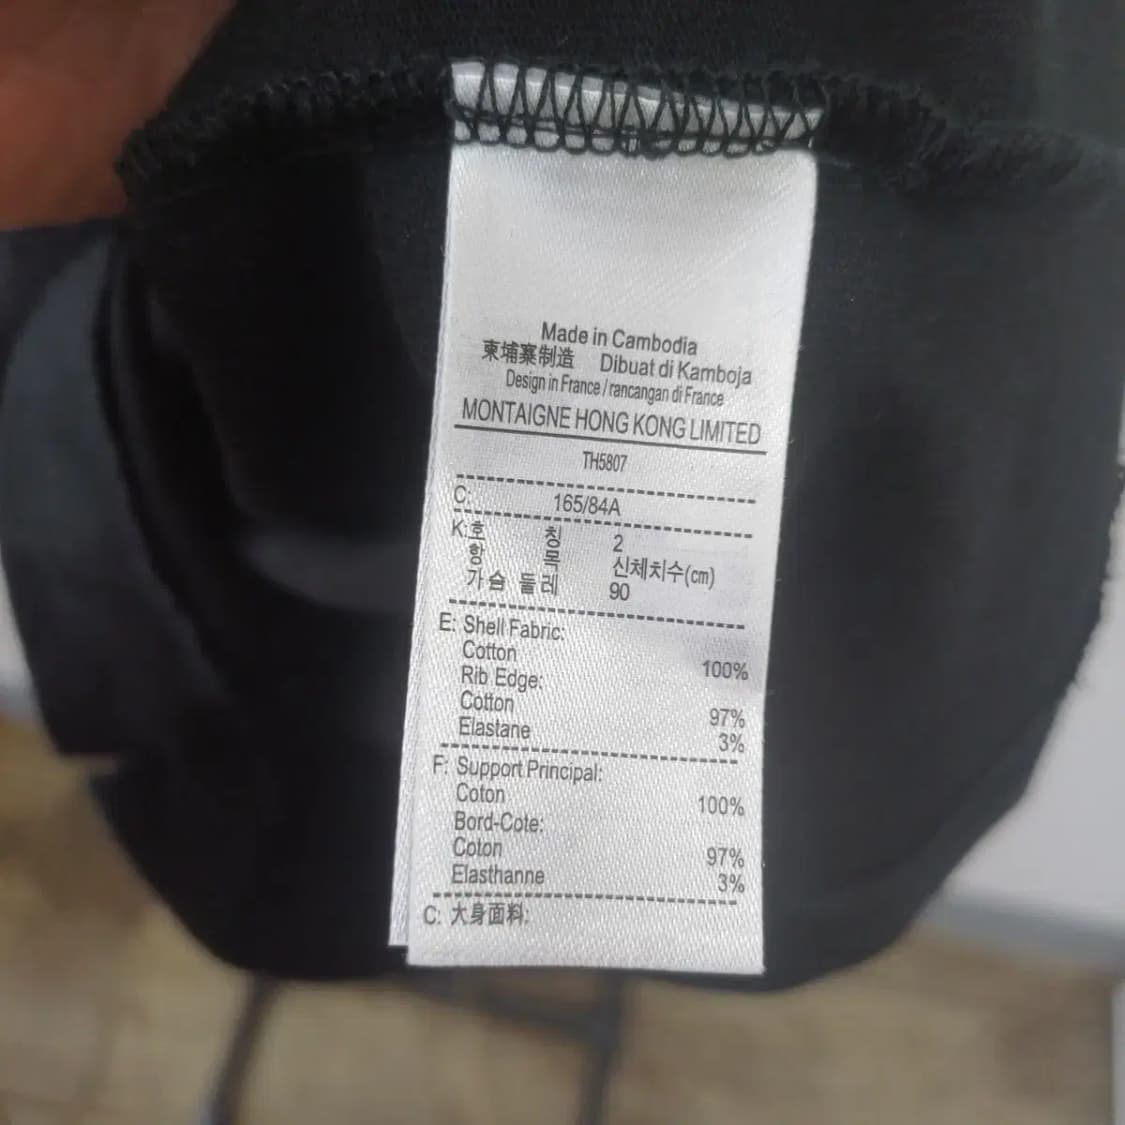 Made in Cambodia
柬埔寨制造 Dibuat di Kamboja
Design in France / rancangan di France
MONTAIGNE HONG KONG LIMITED
TH5807
C: 165/84A
K:호 칭 2
항 목 신체치수(cm)
가슴 둘레 90
E: Shell Fabric:
Cotton 100%
Rib Edge:
Cotton 97%
Elastane 3%
F: Support Principal:
Coton 100%
Bord-Cote:
Coton 97%
Elasthanne 3%
C: 大身面料: